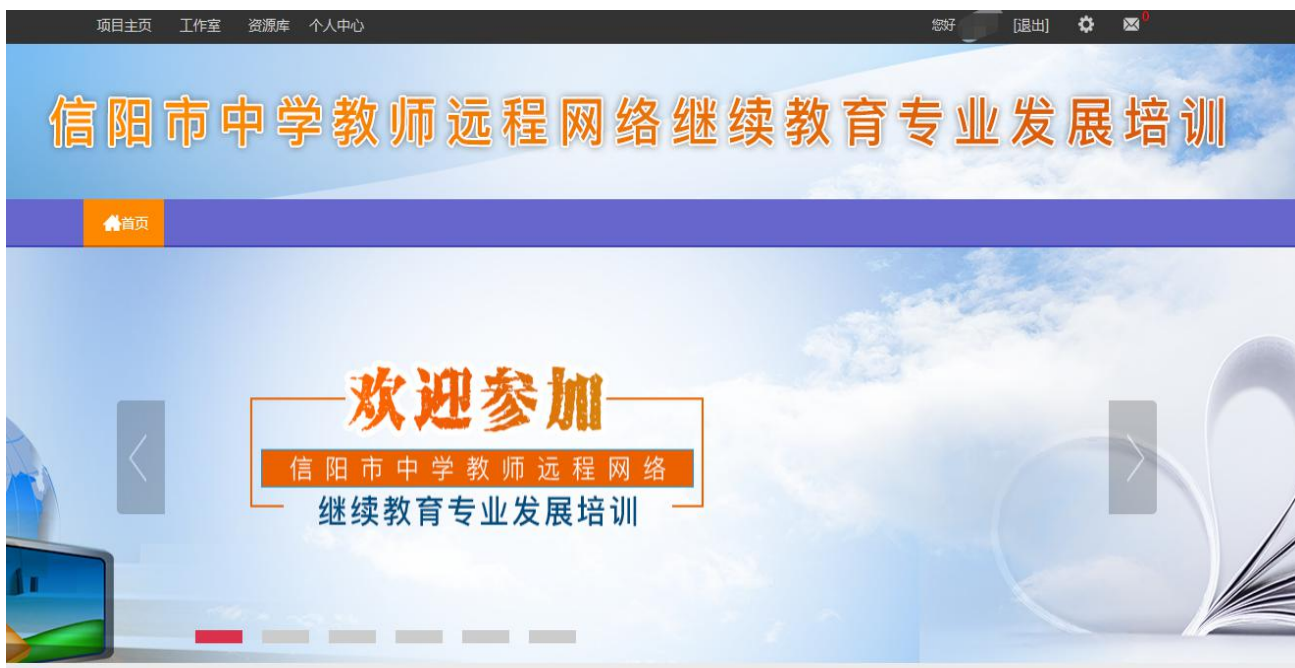 项目主页 工作室 资源库 个人中心 您好 [退出] 0
信阳市中学教师远程网络继续教育专业发展培训
首页
欢迎参加
信阳市中学教师远程网络
继续教育专业发展培训